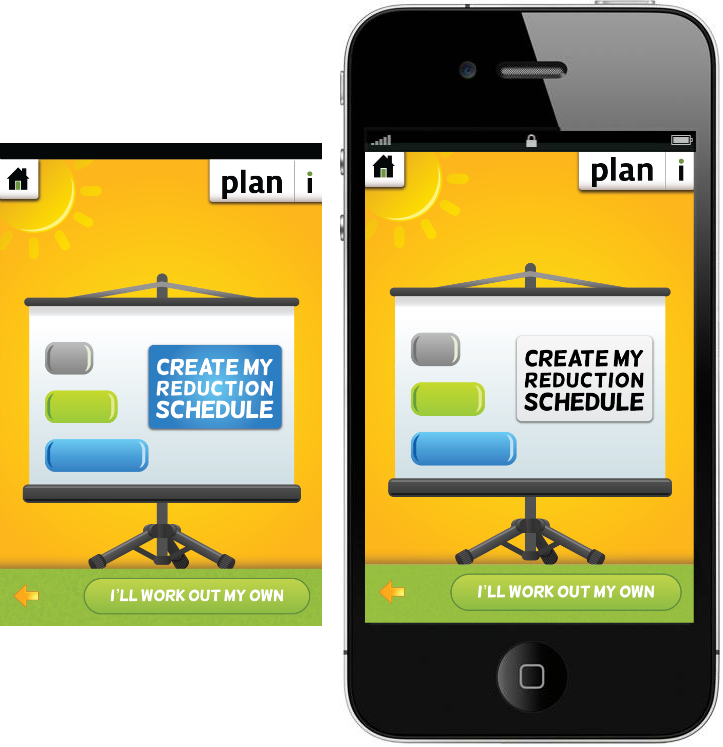 plan i
CREATE MY
REDUCTION
SCHEDULE
I'LL WORK OUT MY OWN
plan i
CREATE MY
REDUCTION
SCHEDULE
I'LL WORK OUT MY OWN